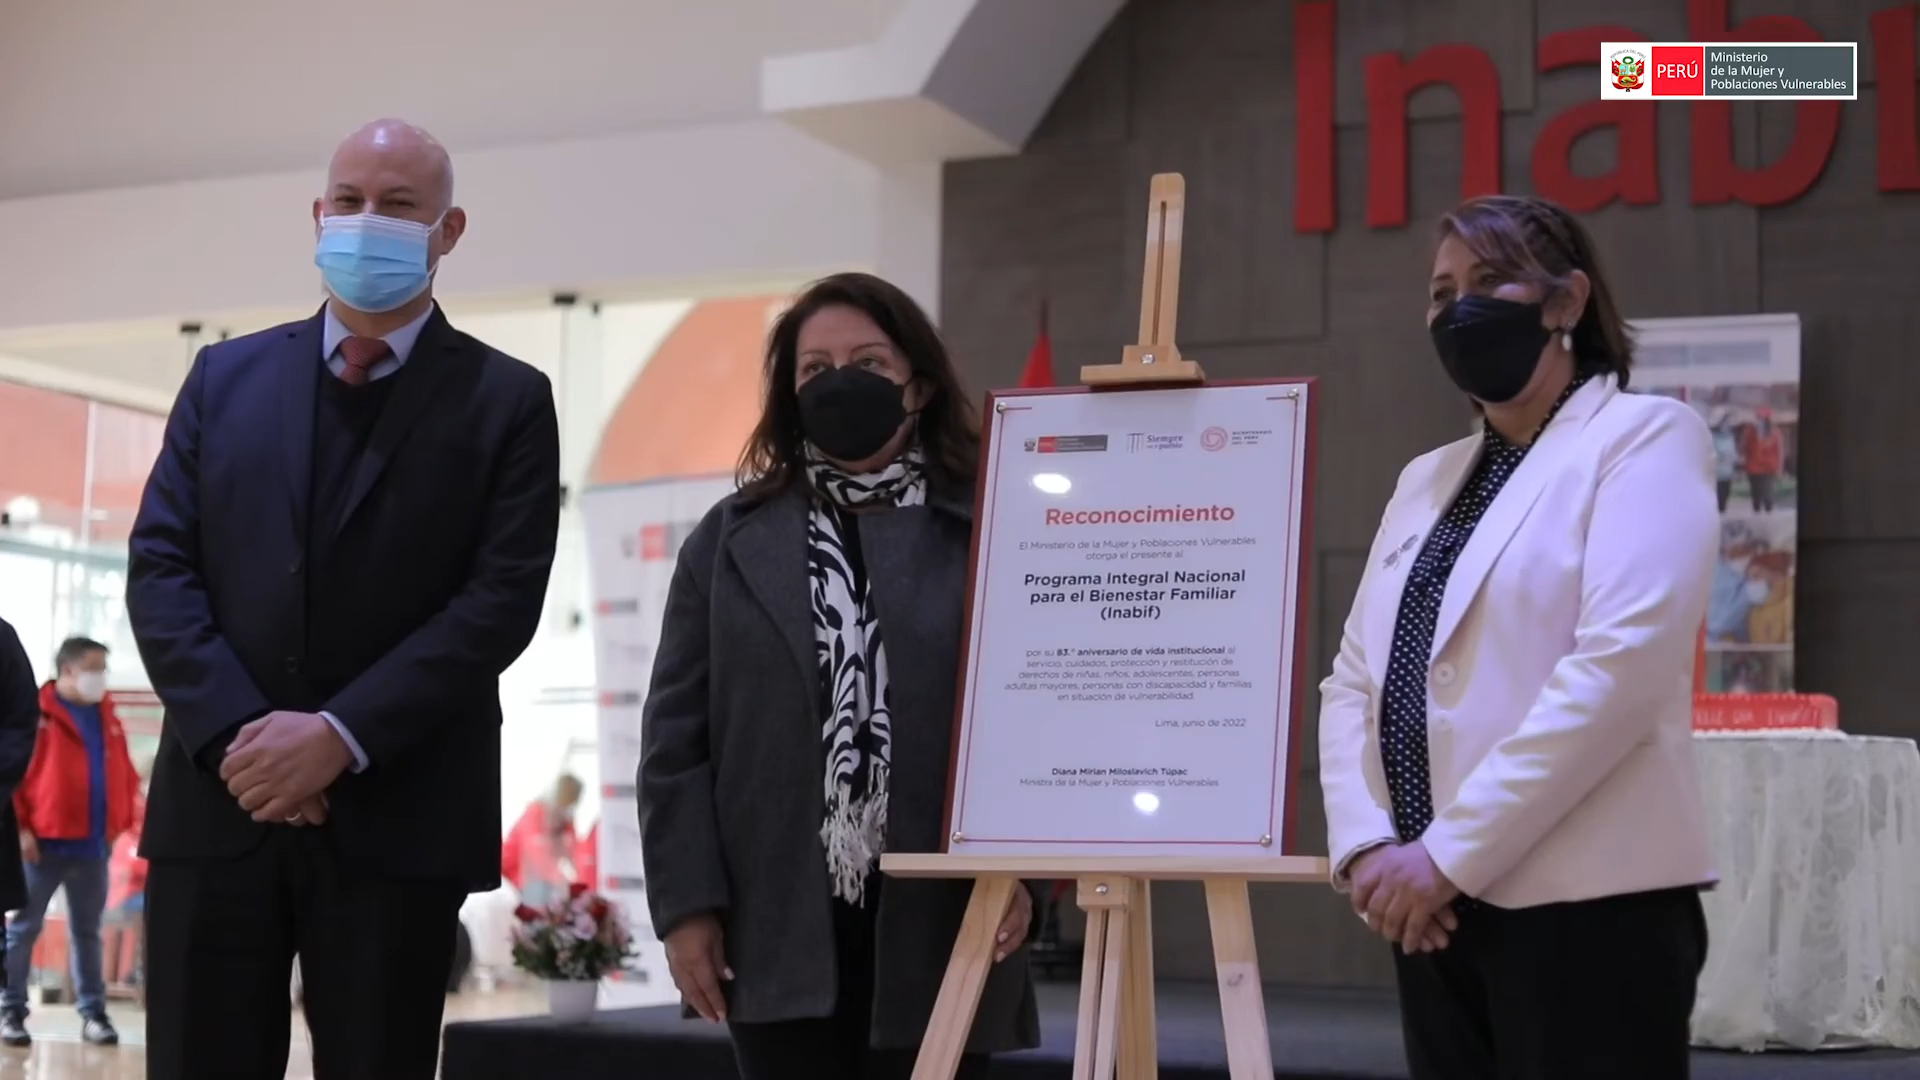 Inabi
PERÚ
Ministerio
de la Mujer y
Poblaciones Vulnerables
Siempre
BICENTENARIO
DEL PERÚ
Reconocimiento
El Ministerio de la Mujer y Poblaciones Vulnerables
otorga el presente al
Programa Integral Nacional
para el Bienestar Familiar
(Inabif)
por su 83.° aniversario de vida institucional al
servicio, cuidados, protección y restitución de
derechos de niñas, niños, adolescentes, personas
adultas mayores, personas con discapacidad y familias
en situación de vulnerabilidad.
Lima, junio de 2022
Diana Mirian Miloslavich Túpac
Ministra de la Mujer y Poblaciones Vulnerables